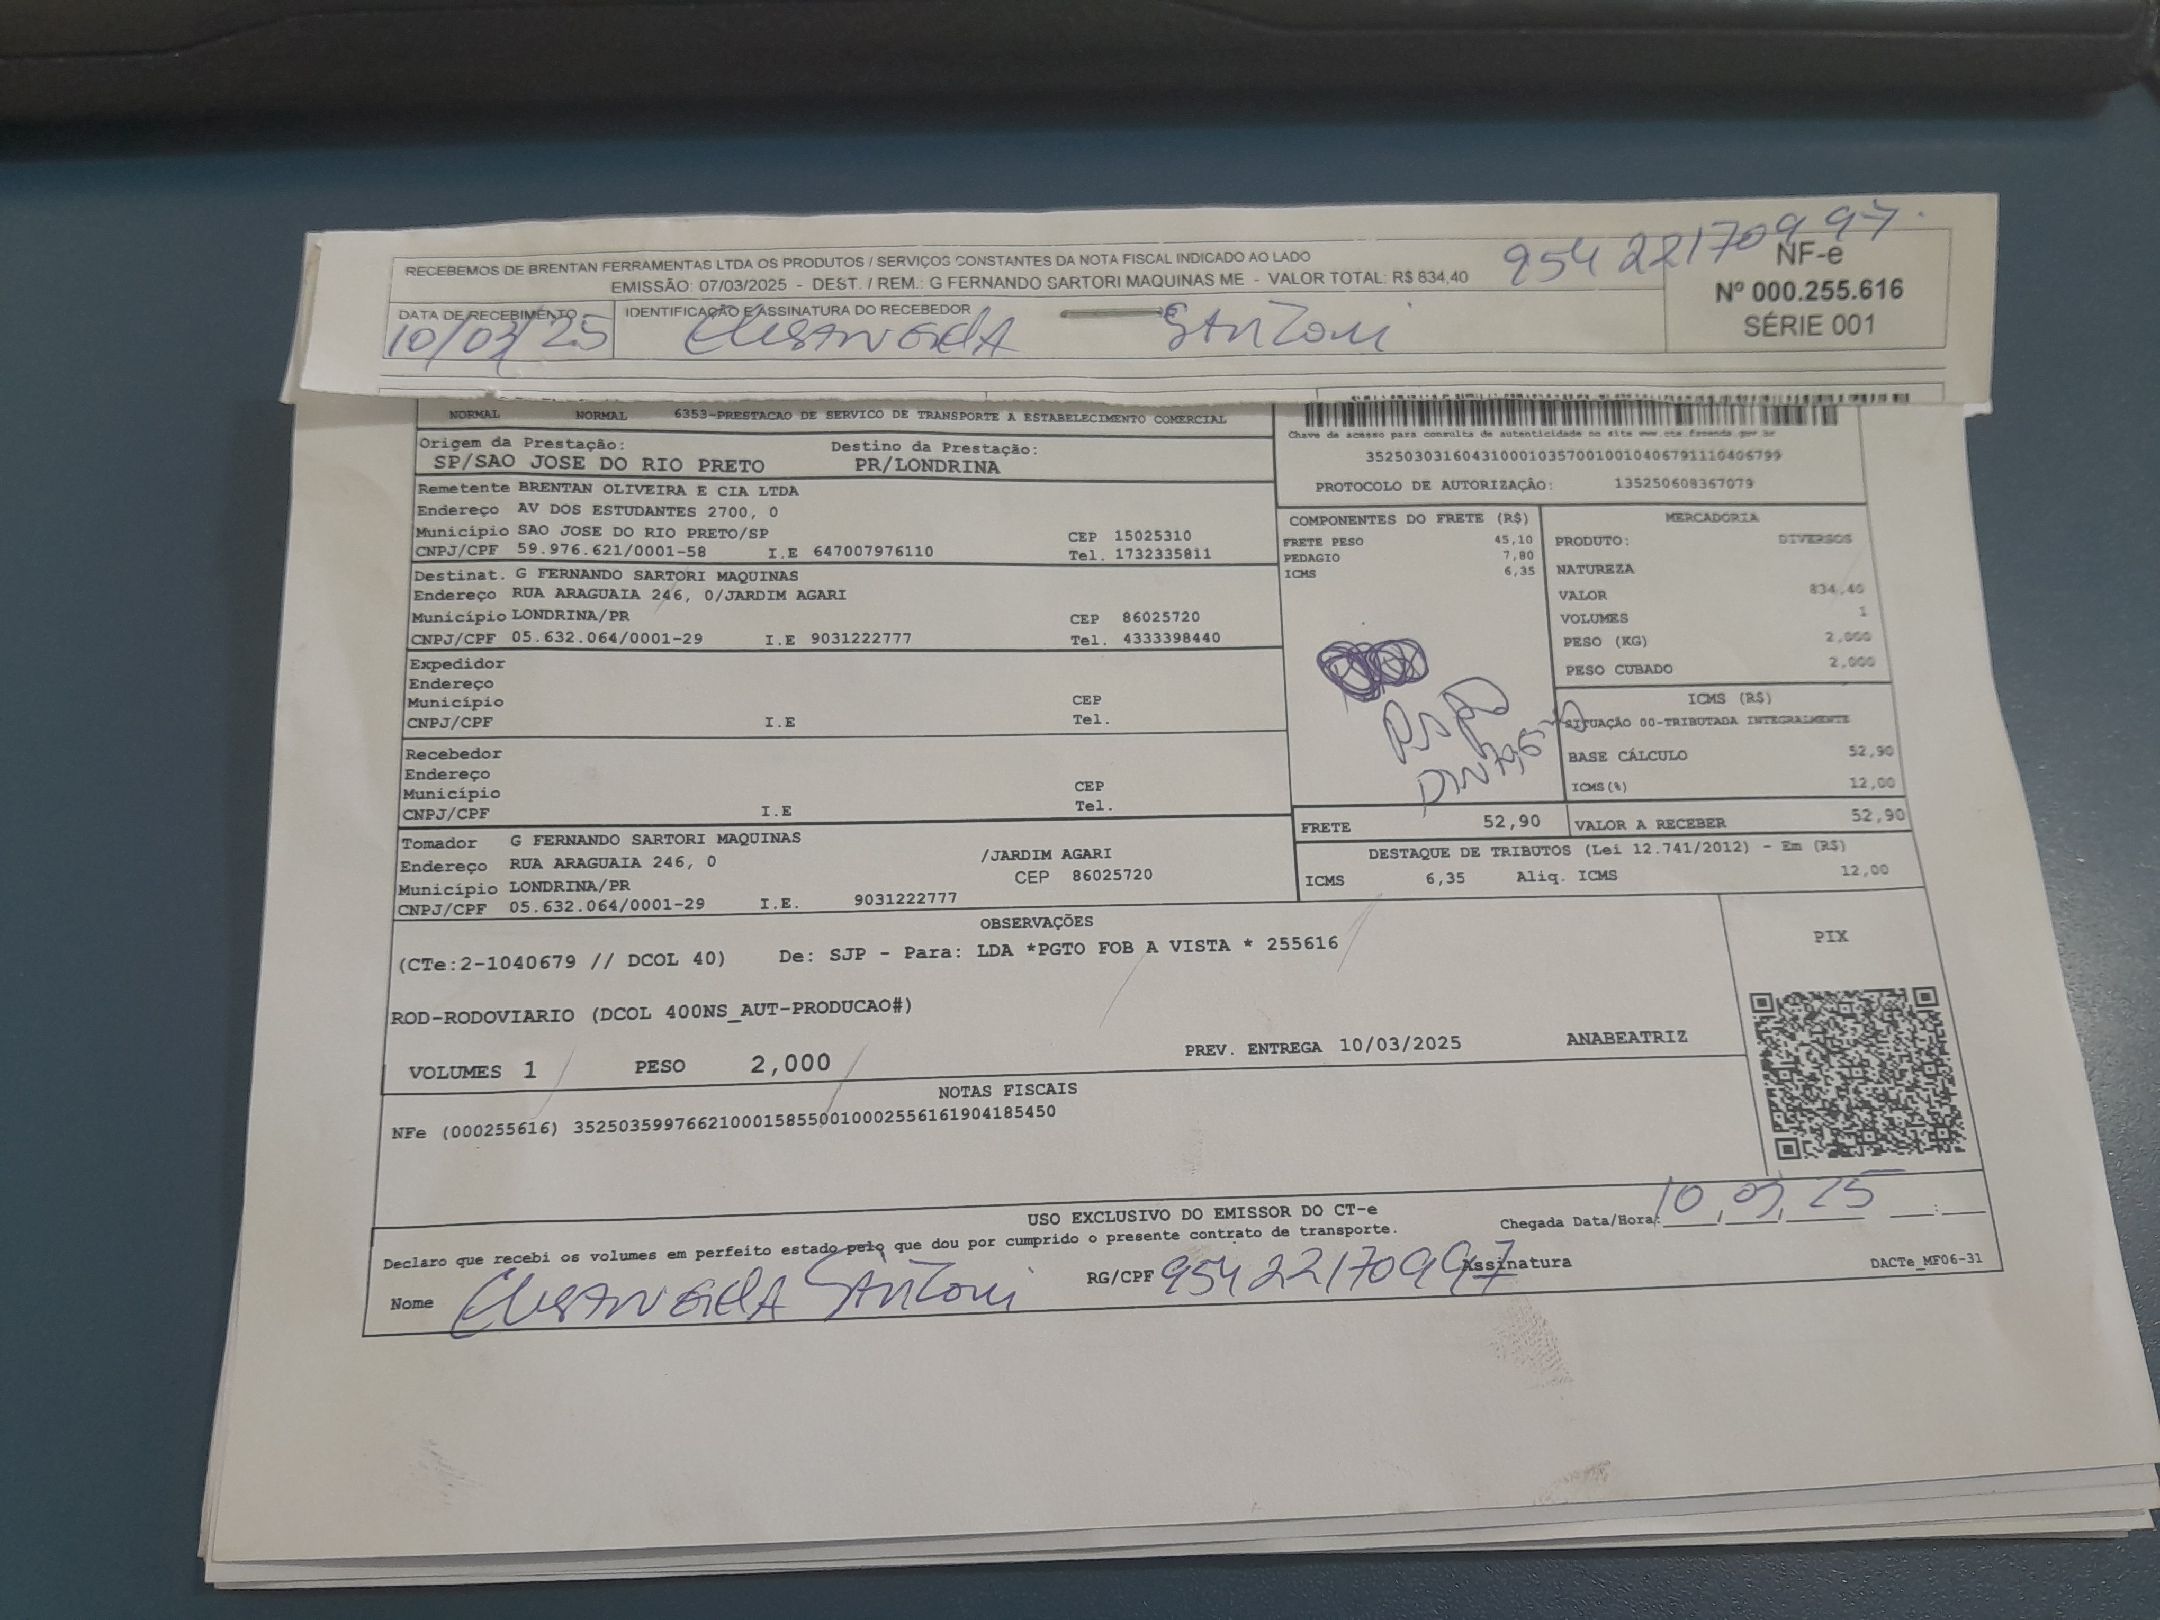 RECEBEMOS DE BRENTAN FERRAMENTAS LTDA OS PRODUTOS / SERVIÇOS CONSTANTES DA NOTA FISCAL INDICADO AO LADO
EMISSÃO: 07/03/2025 - DEST. / REM.: G FERNANDO SARTORI MAQUINAS ME - VALOR TOTAL: R$ 834,40
95422170997
NF-e
Nº 000.255.616
SÉRIE 001
DATA DE RECEBIMENTO
10/03/25
IDENTIFICAÇÃO E ASSINATURA DO RECEBEDOR
NORMAL NORMAL 6353-PRESTACAO DE SERVICO DE TRANSPORTE A ESTABELECIMENTO COMERCIAL
Origem da Prestação: Destino da Prestação:
SP/SAO JOSE DO RIO PRETO PR/LONDRINA
Chave de acesso para consulta de autenticidade no site www.cte.fazenda.gov.br
35250303160431000103570010010406791110406799
PROTOCOLO DE AUTORIZAÇÃO: 135250608367079
Remetente BRENTAN OLIVEIRA E CIA LTDA
Endereço AV DOS ESTUDANTES 2700, 0
Município SAO JOSE DO RIO PRETO/SP CEP 15025310
CNPJ/CPF 59.976.621/0001-58 I.E 647007976110 Tel. 1732335811
Destinat. G FERNANDO SARTORI MAQUINAS
Endereço RUA ARAGUAIA 246, 0/JARDIM AGARI
Município LONDRINA/PR CEP 86025720
CNPJ/CPF 05.632.064/0001-29 I.E 9031222777 Tel. 4333398440
Expedidor
Endereço
Município CEP
CNPJ/CPF I.E Tel.
Recebedor
Endereço
Município CEP
CNPJ/CPF I.E Tel.
Tomador G FERNANDO SARTORI MAQUINAS
Endereço RUA ARAGUAIA 246, 0 /JARDIM AGARI
Município LONDRINA/PR CEP 86025720
CNPJ/CPF 05.632.064/0001-29 I.E. 9031222777
COMPONENTES DO FRETE (R$)
FRETE PESO 45,10
PEDAGIO 7,80
ICMS 6,35
MERCADORIA
PRODUTO: DIVERSOS
NATUREZA
VALOR 834,40
VOLUMES 1
PESO (KG) 2,000
PESO CUBADO 2,000
ICMS (R$)
SITUAÇÃO 00-TRIBUTADA INTEGRALMENTE
BASE CÁLCULO 52,90
ICMS(%) 12,00
FRETE 52,90
VALOR A RECEBER 52,90
DESTAQUE DE TRIBUTOS (Lei 12.741/2012) - Em (R$)
ICMS 6,35 Aliq. ICMS 12,00
OBSERVAÇÕES
(CTe:2-1040679 // DCOL 40) De: SJP - Para: LDA *PGTO FOB A VISTA * 255616
ROD-RODOVIARIO (DCOL 400NS_AUT-PRODUCAO#)
PIX
VOLUMES 1 PESO 2,000 PREV. ENTREGA 10/03/2025 ANABEATRIZ
NOTAS FISCAIS
NFe (000255616) 35250359976621000158550010002556161904185450
USO EXCLUSIVO DO EMISSOR DO CT-e
Declaro que recebi os volumes em perfeito estado pelo que dou por cumprido o presente contrato de transporte.
Chegada Data/Hora: 10, 03, 25 :
Nome
RG/CPF 95422170997 Assinatura
DACTe_MF06-31